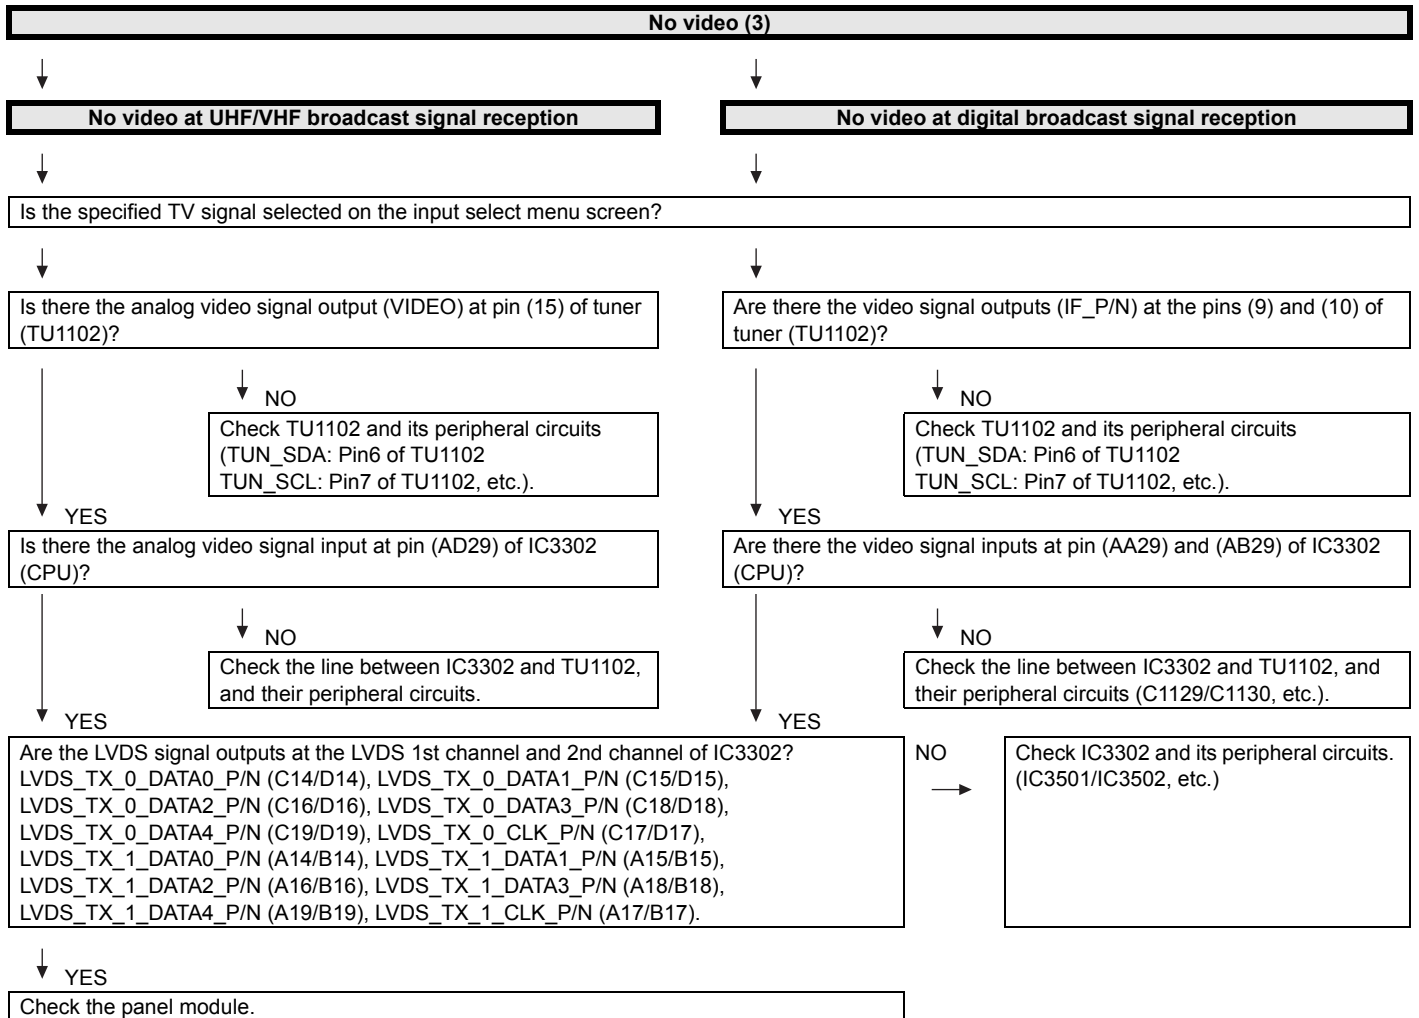 No video (3)
No video at UHF/VHF broadcast signal reception
No video at digital broadcast signal reception
Is the specified TV signal selected on the input select menu screen?
Is there the analog video signal output (VIDEO) at pin (15) of tuner
(TU1102)?
Are there the video signal outputs (IF_P/N) at the pins (9) and (10) of
tuner (TU1102)?
NO
Check TU1102 and its peripheral circuits
(TUN_SDA: Pin6 of TU1102
TUN_SCL: Pin7 of TU1102, etc.).
NO
Check TU1102 and its peripheral circuits
(TUN_SDA: Pin6 of TU1102
TUN_SCL: Pin7 of TU1102, etc.).
YES
YES
Is there the analog video signal input at pin (AD29) of IC3302
(CPU)?
Are there the video signal inputs at pin (AA29) and (AB29) of IC3302
(CPU)?
NO
Check the line between IC3302 and TU1102,
and their peripheral circuits.
NO
Check the line between IC3302 and TU1102, and
their peripheral circuits (C1129/C1130, etc.).
YES
YES
Are the LVDS signal outputs at the LVDS 1st channel and 2nd channel of IC3302?
LVDS_TX_0_DATA0_P/N (C14/D14), LVDS_TX_0_DATA1_P/N (C15/D15),
LVDS_TX_0_DATA2_P/N (C16/D16), LVDS_TX_0_DATA3_P/N (C18/D18),
LVDS_TX_0_DATA4_P/N (C19/D19), LVDS_TX_0_CLK_P/N (C17/D17),
LVDS_TX_1_DATA0_P/N (A14/B14), LVDS_TX_1_DATA1_P/N (A15/B15),
LVDS_TX_1_DATA2_P/N (A16/B16), LVDS_TX_1_DATA3_P/N (A18/B18),
LVDS_TX_1_DATA4_P/N (A19/B19), LVDS_TX_1_CLK_P/N (A17/B17).
NO
Check IC3302 and its peripheral circuits.
(IC3501/IC3502, etc.)
YES
Check the panel module.